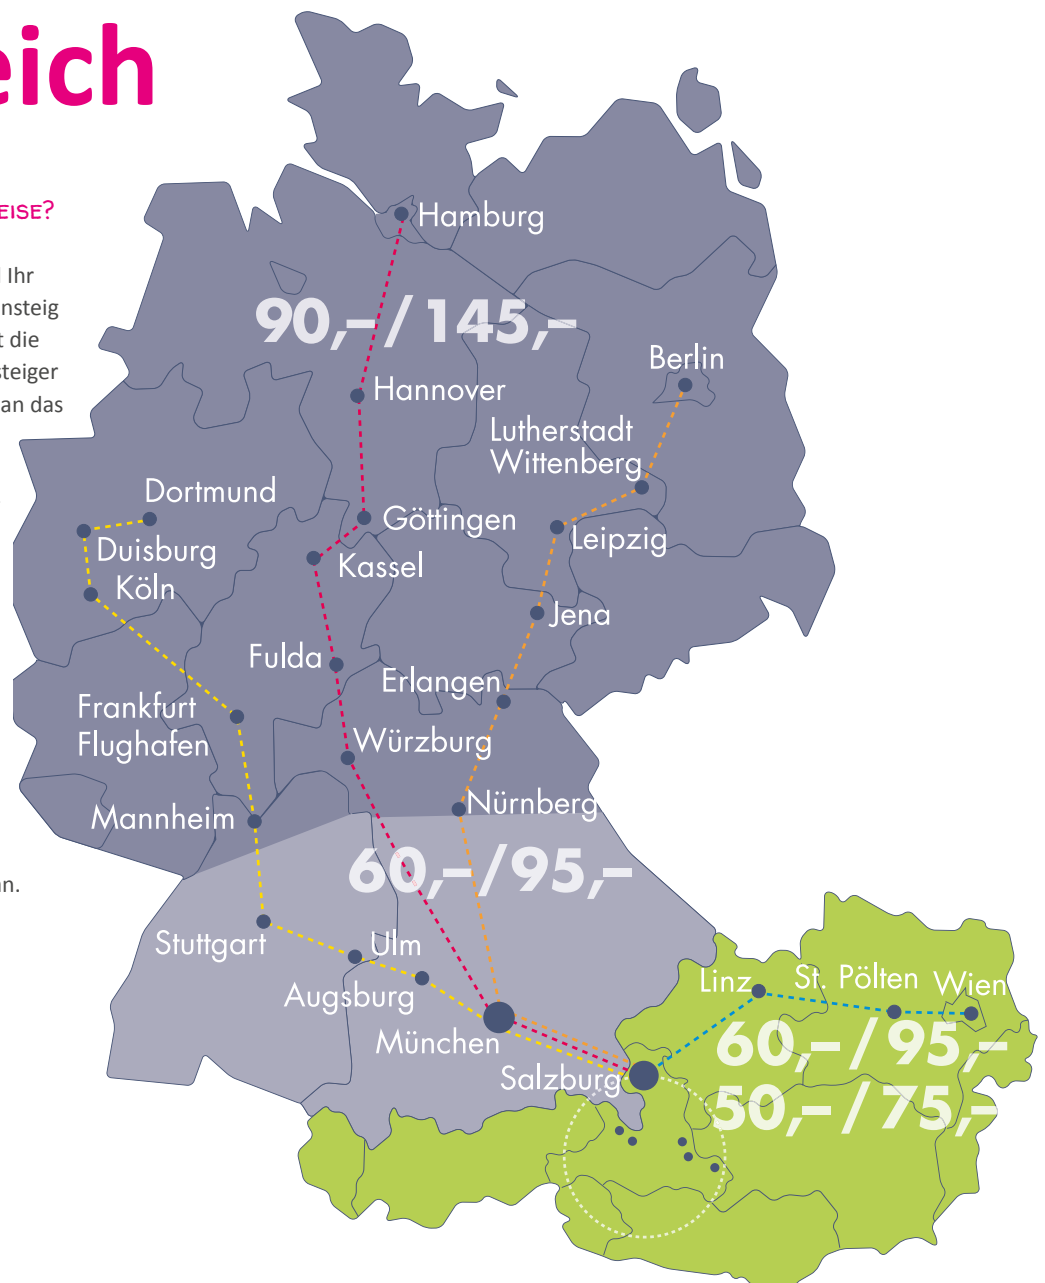 eich
EISE?
Ihr
nsteig
t die
steiger
an das
n.
Hamburg
90,–/145,–
Berlin
Hannover
Lutherstadt
Wittenberg
Dortmund
Göttingen
Leipzig
Duisburg
Kassel
Köln
Jena
Fulda
Erlangen
Frankfurt
Flughafen
Würzburg
Nürnberg
Mannheim
60,–/95,–
Stuttgart
Ulm
Augsburg
München
Salzburg
Linz
St. Pölten
Wien
60,–/95,–
50,–/75,–